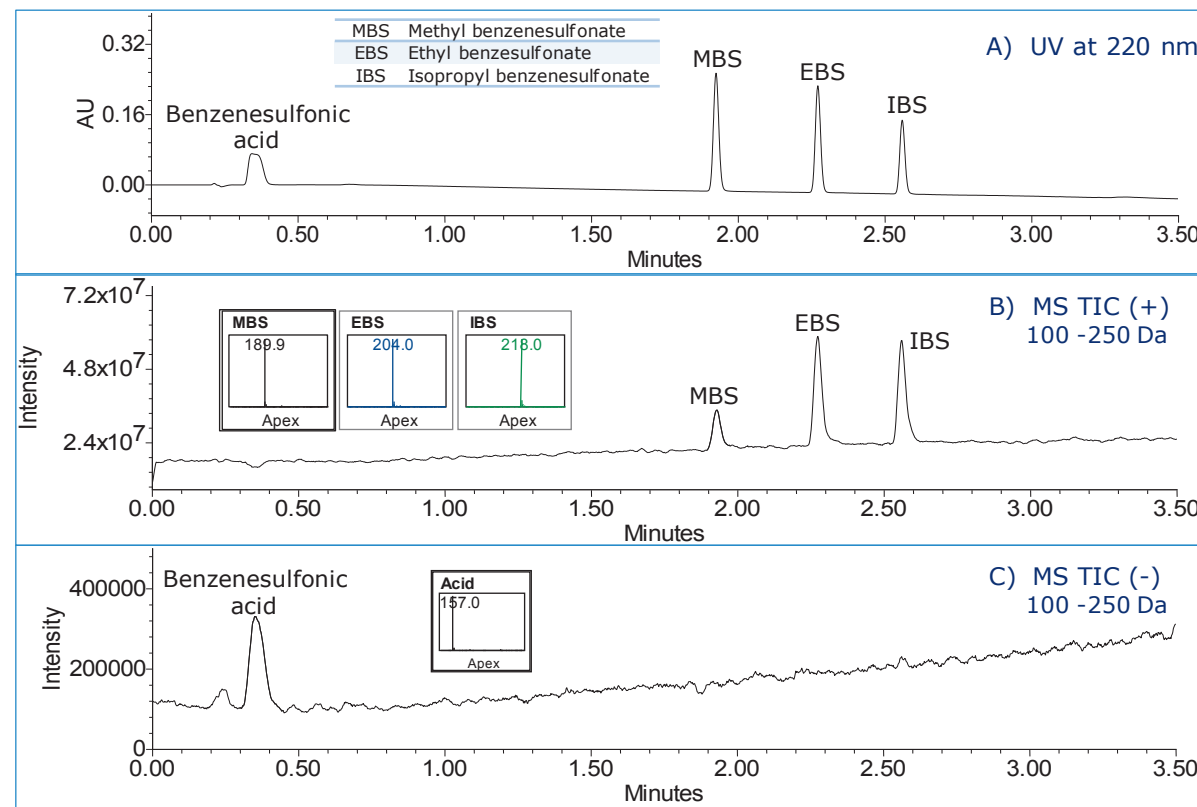 A) UV at 220 nm
MBS Methyl benzenesulfonate
EBS Ethyl benzesulfonate
IBS Isopropyl benzenesulfonate
Benzenesulfonic
acid
MBS
EBS
IBS
AU
0.32
0.16
0.00
0.00 0.50 1.00 1.50 2.00 2.50 3.00 3.50
Minutes
B) MS TIC (+)
100 -250 Da
MBS
189.9
Apex
EBS
204.0
Apex
IBS
218.0
Apex
MBS
EBS
IBS
Intensity
7.2x10⁷
4.8x10⁷
2.4x10⁷
0.00 0.50 1.00 1.50 2.00 2.50 3.00 3.50
Minutes
C) MS TIC (-)
100 -250 Da
Benzenesulfonic
acid
Acid
157.0
Apex
Intensity
400000
200000
0
0.00 0.50 1.00 1.50 2.00 2.50 3.00 3.50
Minutes